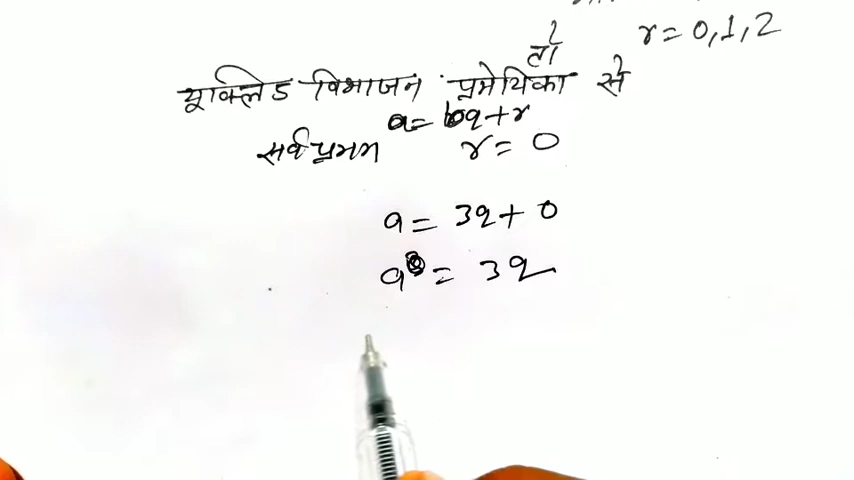 r = 0,1,2
तो
यूक्लिड विभाजन प्रमेयिका से
a = bq + r
सर्वप्रथम r = 0
a = 3q + 0
a = 3q